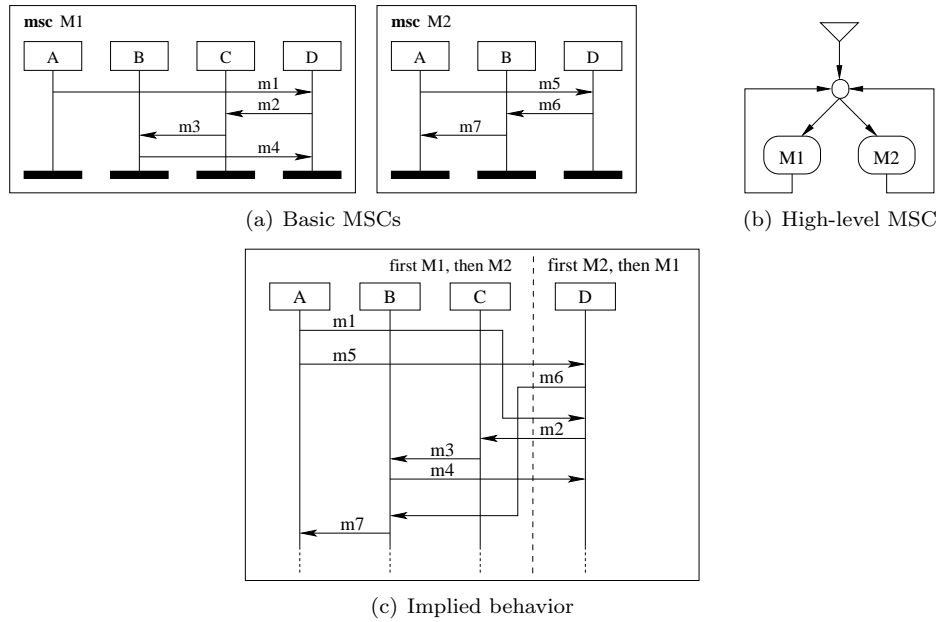 msc M1
A B C D
m1
m2
m3
m4
msc M2
A B D
m5
m6
m7
(a) Basic MSCs
M1 M2
(b) High-level MSC
first M1, then M2 first M2, then M1
A B C D
m1
m5
m6
m2
m3
m4
m7
(c) Implied behavior